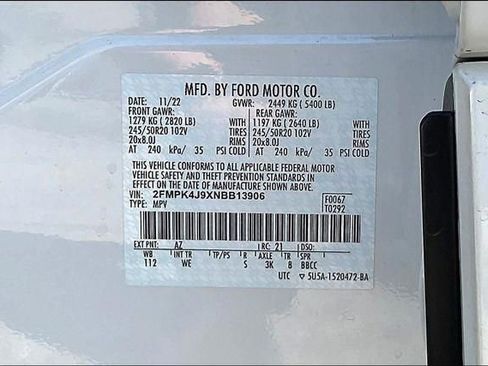 MFD. BY FORD MOTOR CO.
DATE: 11/22 GVWR: 2449 KG (5400 LB)
FRONT GAWR: REAR GAWR:
1279 KG (2820 LB) WITH 1197 KG (2640 LB) WITH
245/50R20 102V TIRES 245/50R20 102V TIRES
20x8.0J RIMS 20x8.0J RIMS
AT 240 kPa/ 35 PSI COLD AT 240 kPa/ 35 PSI COLD
THIS VEHICLE CONFORMS TO ALL APPLICABLE FEDERAL MOTOR
VEHICLE SAFETY AND THEFT PREVENTION STANDARDS IN EFFECT
ON THE DATE OF MANUFACTURE SHOWN ABOVE.
VIN: 2FMPK4J9XNBB13906 F0067
TYPE: MPV T0292
EXT PNT: AZ RC: 21 DSO:
WB INT TR TP/PS R AXLE TR SPR
112 WE S 3K 8 BBCC
UTC ▽ 5U5A-1520472-BA